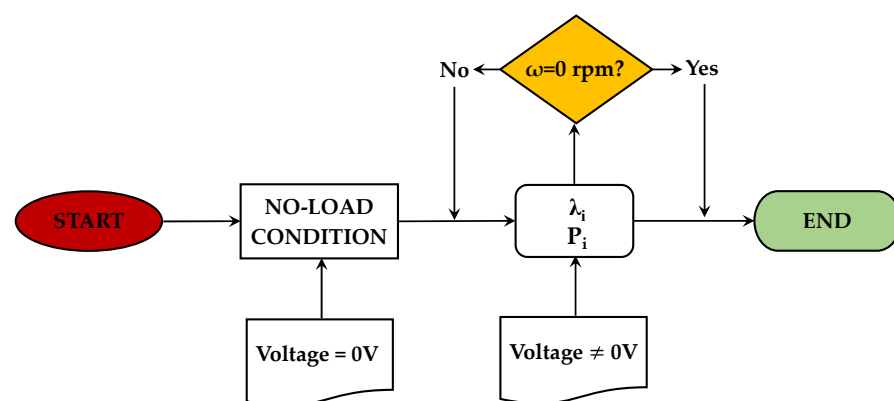 ω=0 rpm?
No
Yes
START
NO-LOAD
CONDITION
λᵢ
Pᵢ
END
Voltage = 0V
Voltage ≠ 0V